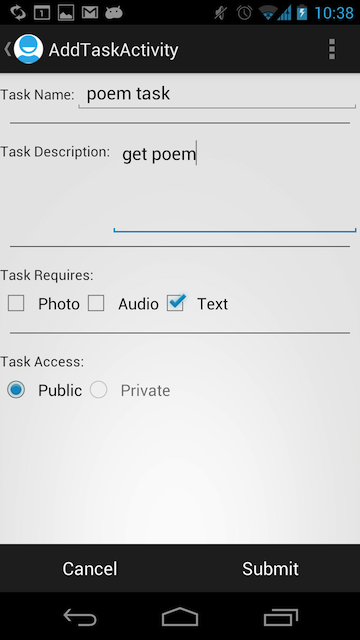 10:38
AddTaskActivity
Task Name: poem task
Task Description: get poem
Task Requires:
Photo Audio Text
Task Access:
Public Private
Cancel Submit